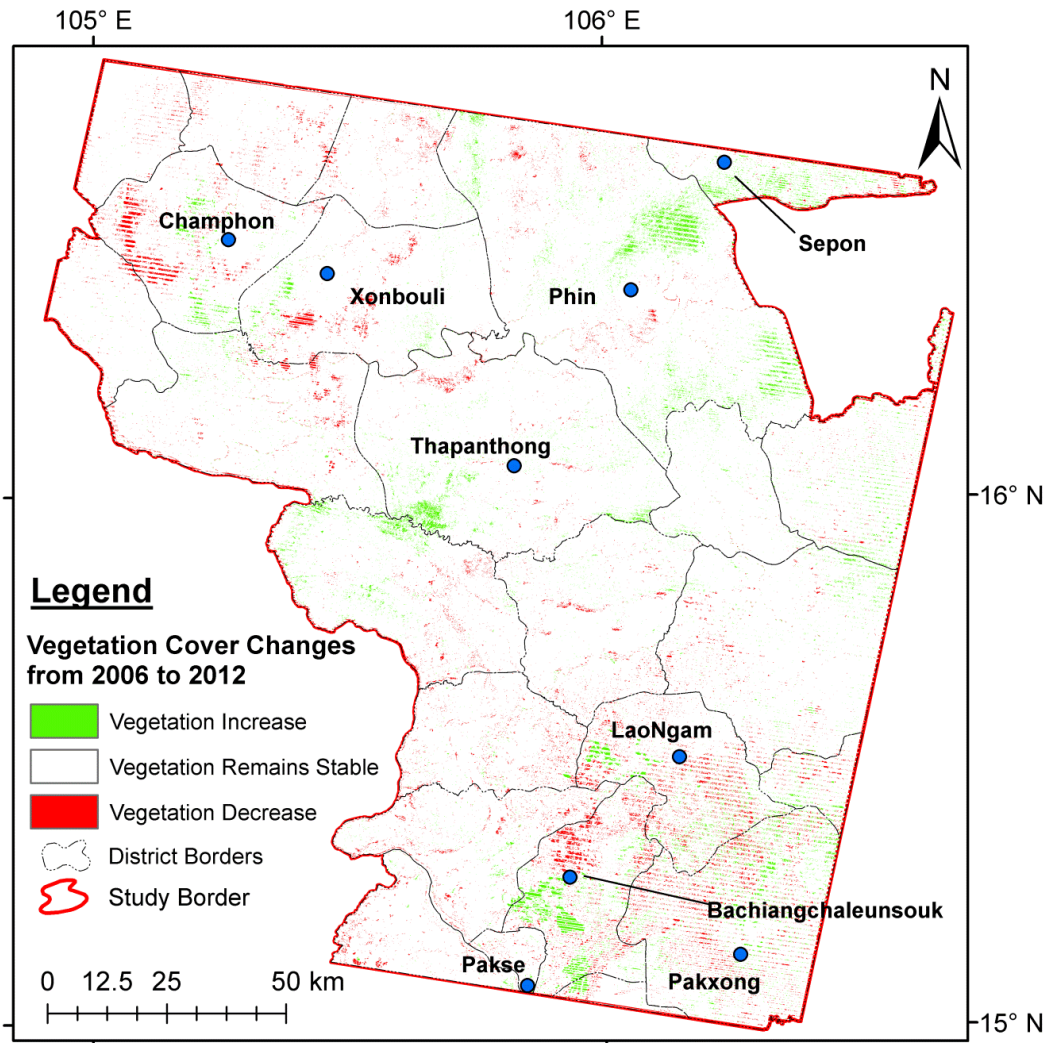 105° E
106° E
N
Champhon
Sepon
Xonbouli
Phin
Thapanthong
16° N
Legend
Vegetation Cover Changes
from 2006 to 2012
Vegetation Increase
Vegetation Remains Stable
Vegetation Decrease
District Borders
Study Border
LaoNgam
Bachiangchaleunsouk
Pakse
Pakxong
0 12.5 25 50 km
15° N